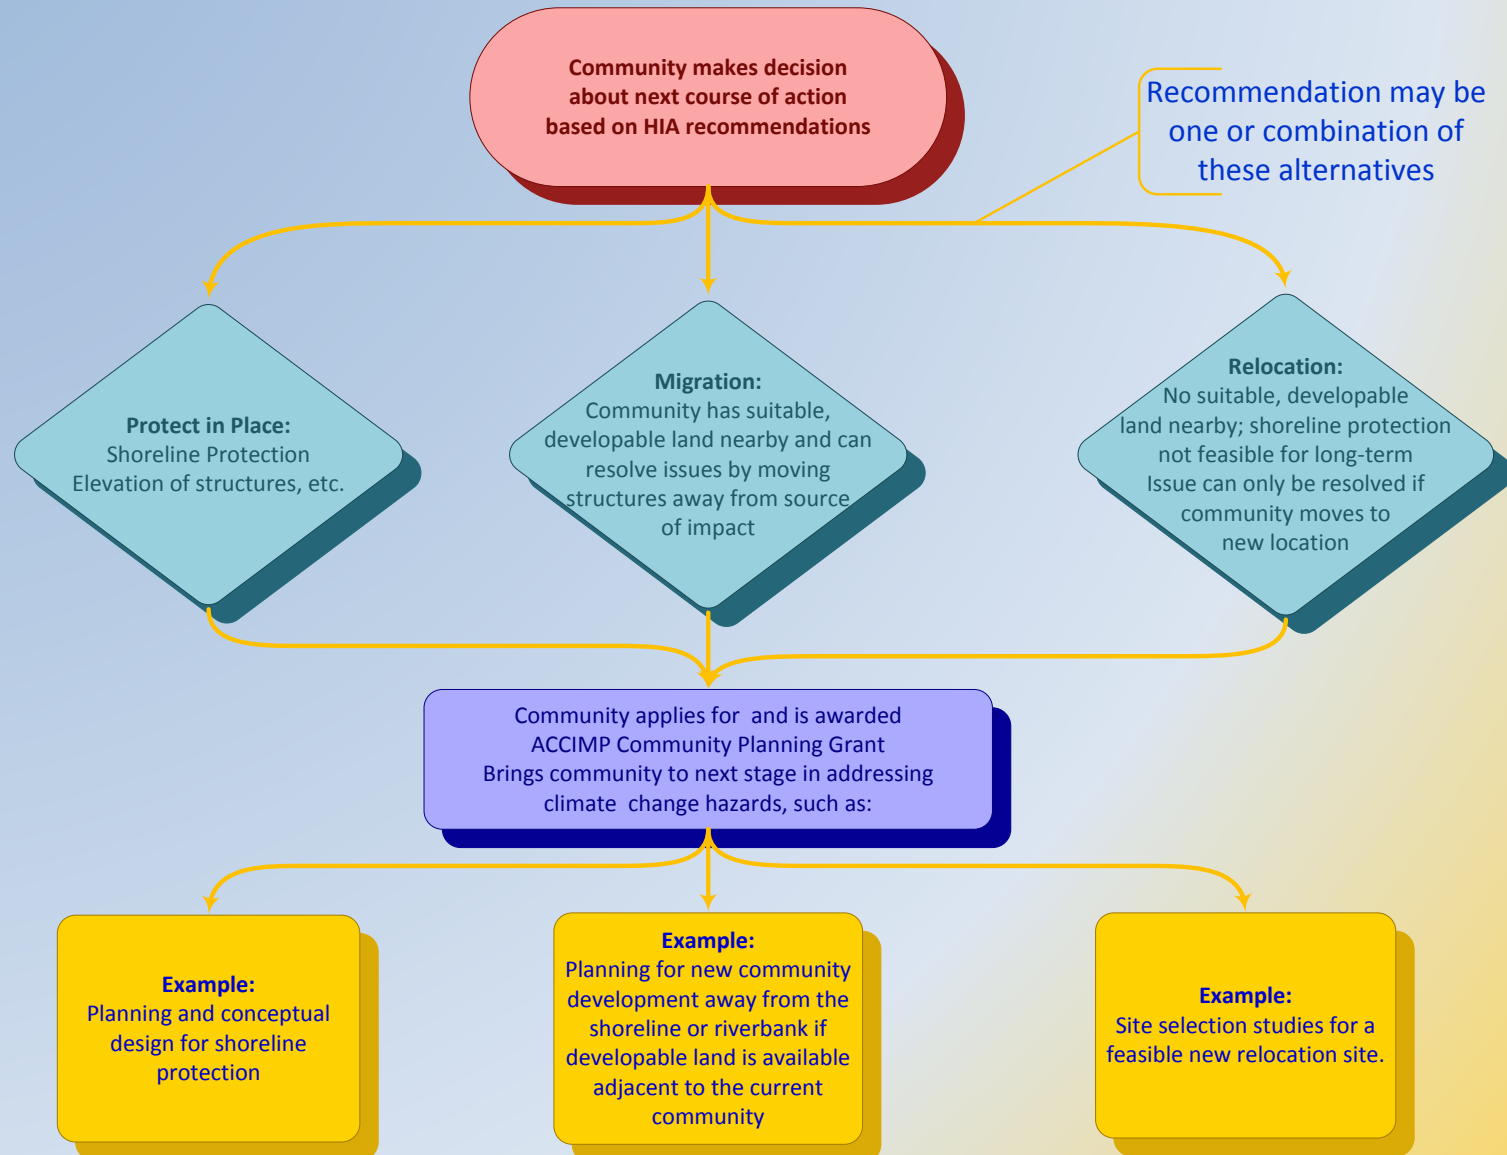 Community makes decision
about next course of action
based on HIA recommendations
Recommendation may be
one or combination of
these alternatives
Protect in Place:
Shoreline Protection
Elevation of structures, etc.
Migration:
Community has suitable,
developable land nearby and can
resolve issues by moving
structures away from source
of impact
Relocation:
No suitable, developable
land nearby; shoreline protection
not feasible for long-term
Issue can only be resolved if
community moves to
new location
Community applies for  and is awarded
ACCIMP Community Planning Grant
Brings community to next stage in addressing
climate  change hazards, such as:
Example:
Planning and conceptual
design for shoreline
protection
Example:
Planning for new community
development away from the
shoreline or riverbank if
developable land is available
adjacent to the current
community
Example:
Site selection studies for a
feasible new relocation site.